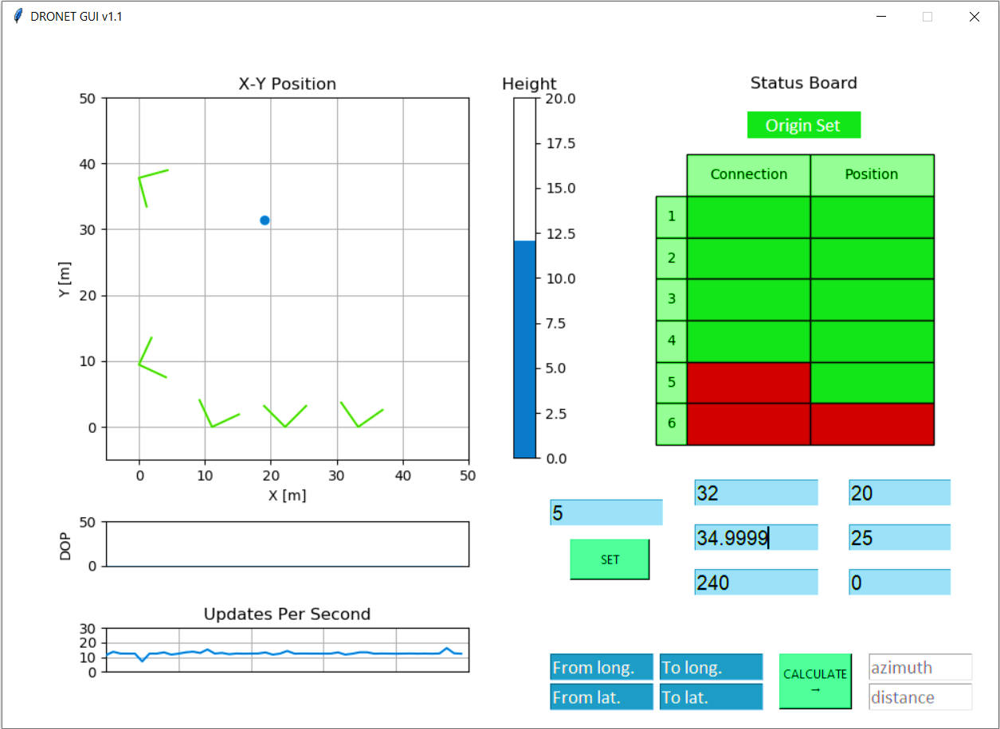 DRONET GUI v1.1
X-Y Position
50
40
30
20
10
0
Y [m]
0 10 20 30 40 50
X [m]
Height
20.0
17.5
15.0
12.5
10.0
7.5
5.0
2.5
0.0
Status Board
Origin Set
Connection Position
1
2
3
4
5
6
DOP
50
0
Updates Per Second
30
20
10
0
5
SET
32 20
34.9999 25
240 0
From long. To long.
From lat. To lat.
CALCULATE
→
azimuth
distance